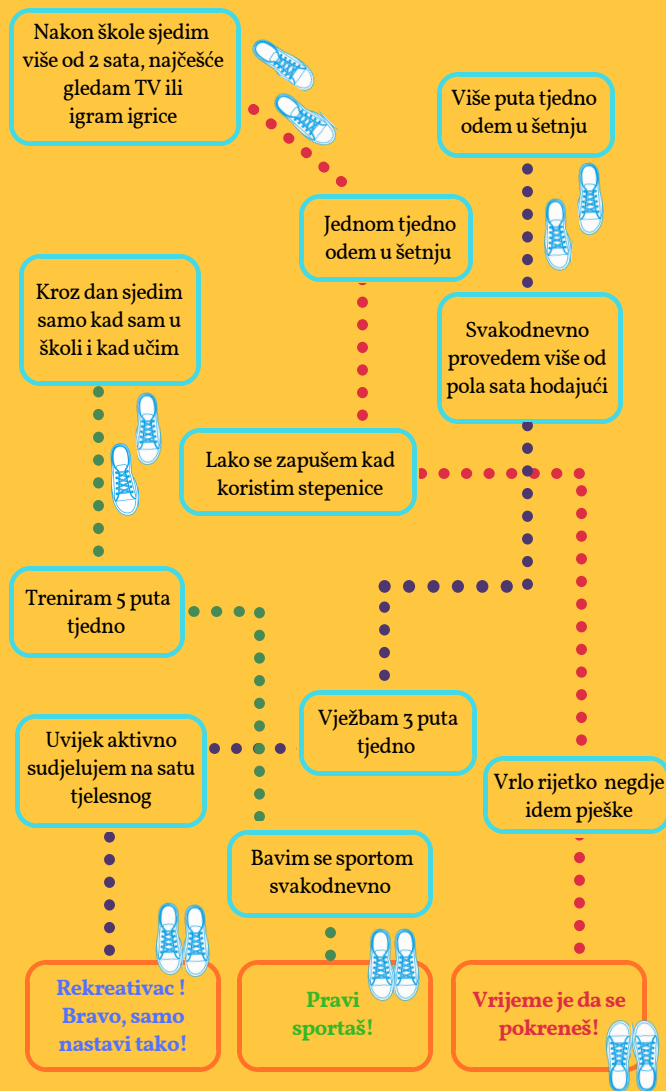 Nakon škole sjedim
više od 2 sata, najčešće
gledam TV ili
igram igrice
Više puta tjedno
odem u šetnju
Jednom tjedno
odem u šetnju
Kroz dan sjedim
samo kad sam u
školi i kad učim
Svakodnevno
provedem više od
pola sata hodajući
Lako se zapušem kad
koristim stepenice
Treniram 5 puta
tjedno
Vježbam 3 puta
tjedno
Uvijek aktivno
sudjelujem na satu
tjelesnog
Vrlo rijetko negdje
idem pješke
Bavim se sportom
svakodnevno
Rekreativac !
Bravo, samo
nastavi tako!
Pravi
sportaš!
Vrijeme je da se
pokreneš!